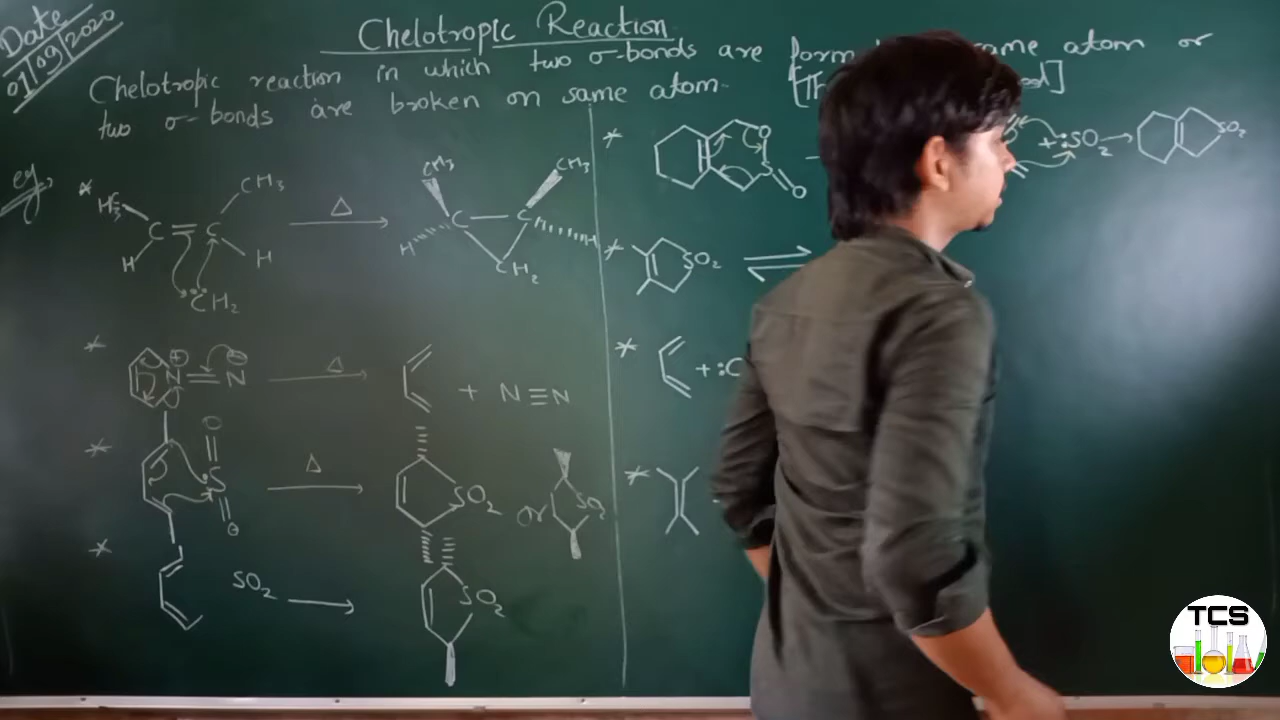 Date
01/09/2020
Chelotropic Reaction
Chelotropic reaction in which two σ-bonds are form same atom or
two σ-bonds are broken on same atom. [Th
eg,
* H₃C CH₃
C = C
H H
C̈H₂
Δ
CH₃ CH₃
C — C
H H
CH₂
* N = N
⊕ ⊖
Δ
+ N≡N
* O
S
O
Δ
SO₂ or SO₂
* SO₂
SO₂
* O
S
O
+ :SO₂ → SO₂
* SO₂
* + :C
*
TCS